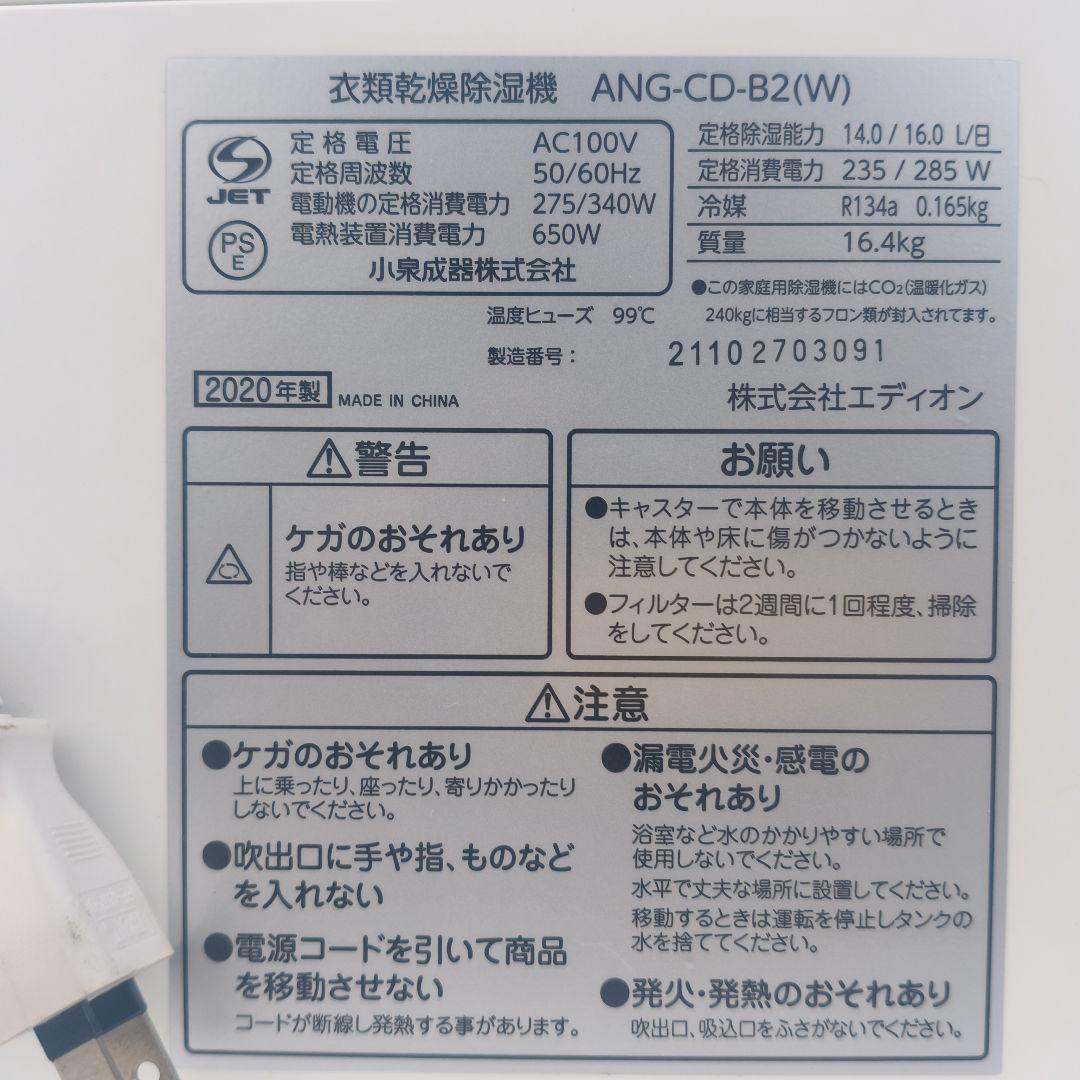 衣類乾燥除湿機 ANG-CD-B2(W)
JET
PS
E
定格電圧 AC100V
定格周波数 50/60Hz
電動機の定格消費電力 275/340W
電熱装置消費電力 650W
小泉成器株式会社
定格除湿能力 14.0 / 16.0 L/日
定格消費電力 235 / 285 W
冷媒 R134a 0.165kg
質量 16.4kg
●この家庭用除湿機にはCO₂(温暖化ガス)
240kgに相当するフロン類が封入されてます。
温度ヒューズ 99℃
製造番号： 21102703091
2020年製 MADE IN CHINA
株式会社エディオン
⚠警告
ケガのおそれあり
指や棒などを入れないで
ください。
お願い
●キャスターで本体を移動させるとき
は、本体や床に傷がつかないように
注意してください。
●フィルターは2週間に1回程度、掃除
をしてください。
⚠注意
●ケガのおそれあり
上に乗ったり、座ったり、寄りかかったり
しないでください。
●吹出口に手や指、ものなど
を入れない
●電源コードを引いて商品
を移動させない
コードが断線し発熱する事があります。
●漏電火災・感電の
おそれあり
浴室など水のかかりやすい場所で
使用しないでください。
水平で丈夫な場所に設置してください。
移動するときは運転を停止しタンクの
水を捨ててください。
●発火・発熱のおそれあり
吹出口、吸込口をふさがないでください。